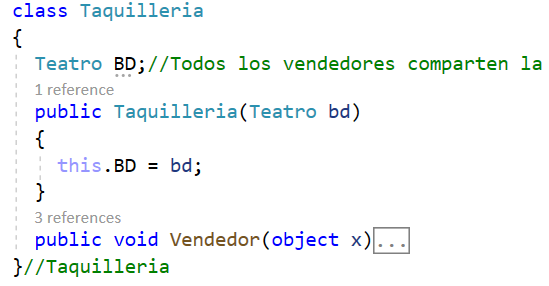 class Taquilleria
{
Teatro BD;//Todos los vendedores comparten la
1 reference
public Taquilleria(Teatro bd)
{
this.BD = bd;
}
3 references
public void Vendedor(object x)...
}//Taquilleria